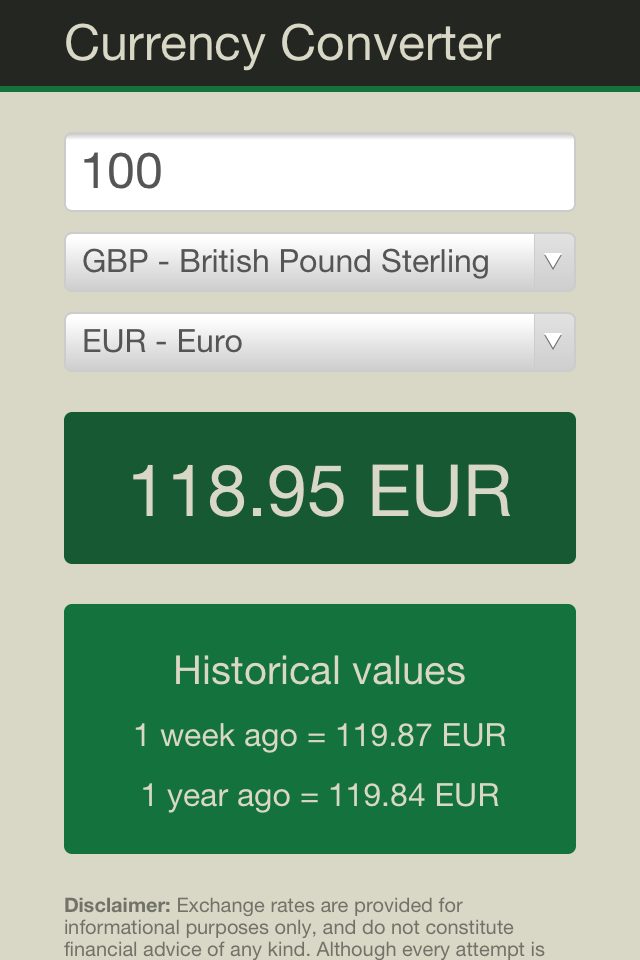 Currency Converter
100
GBP - British Pound Sterling
EUR - Euro
118.95 EUR
Historical values
1 week ago = 119.87 EUR
1 year ago = 119.84 EUR
Disclaimer: Exchange rates are provided for
informational purposes only, and do not constitute
financial advice of any kind. Although every attempt is